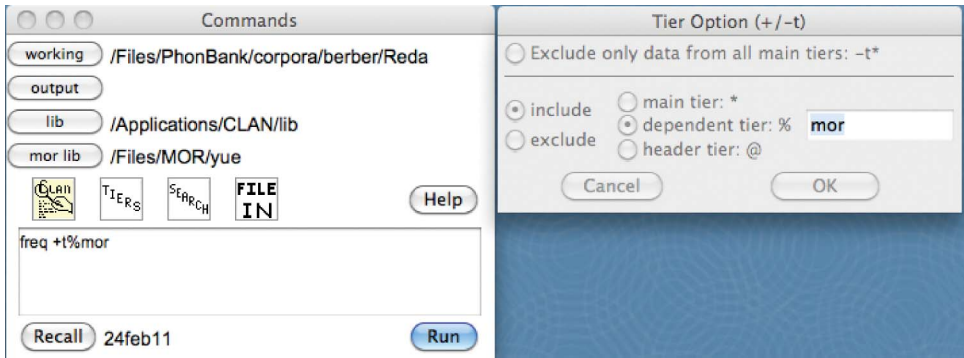 Commands
working /Files/PhonBank/corpora/berber/Reda
output
lib /Applications/CLAN/lib
mor lib /Files/MOR/yue
CLAN TIERS SEARCH FILE IN Help
freq +t%mor
Recall 24feb11 Run
Tier Option (+/-t)
Exclude only data from all main tiers: -t*
include
exclude
main tier: *
dependent tier: % mor
header tier: @
Cancel OK